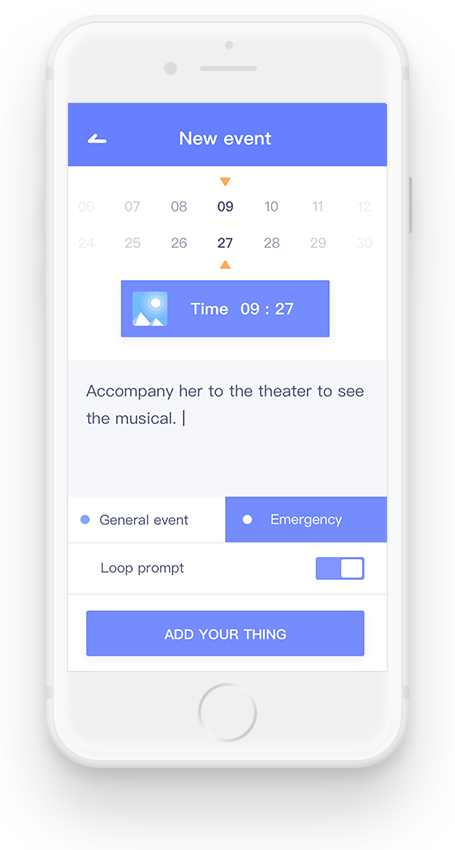 New event
06 07 08 09 10 11 12
24 25 26 27 28 29 30
Time 09 : 27
Accompany her to the theater to see
the musical.
General event Emergency
Loop prompt
ADD YOUR THING